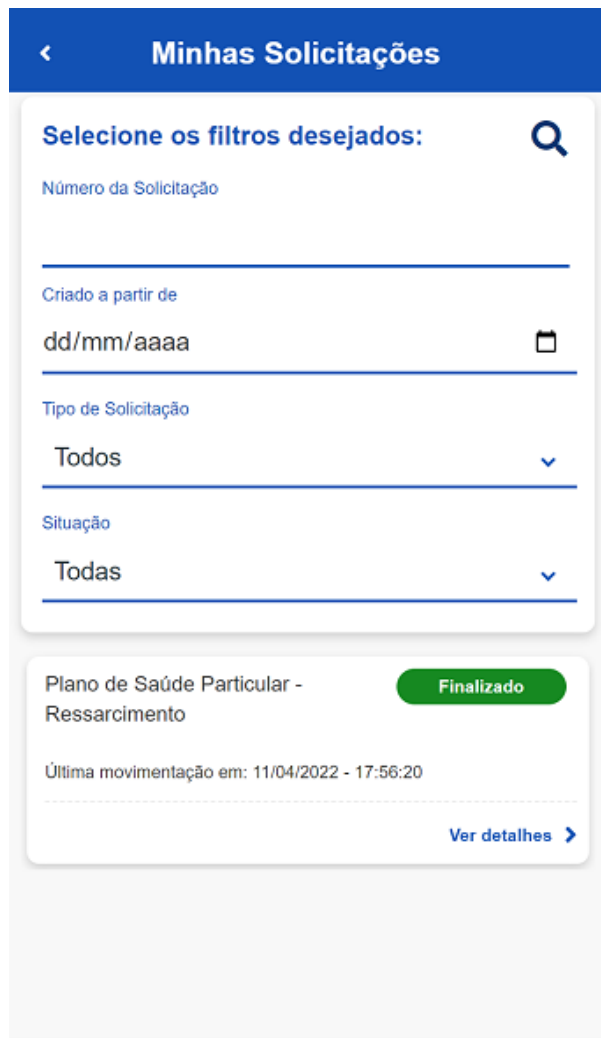 Minhas Solicitações
Selecione os filtros desejados:
Número da Solicitação
Criado a partir de
dd/mm/aaaa
Tipo de Solicitação
Todos
Situação
Todas
Plano de Saúde Particular -
Ressarcimento
Finalizado
Última movimentação em: 11/04/2022 - 17:56:20
Ver detalhes